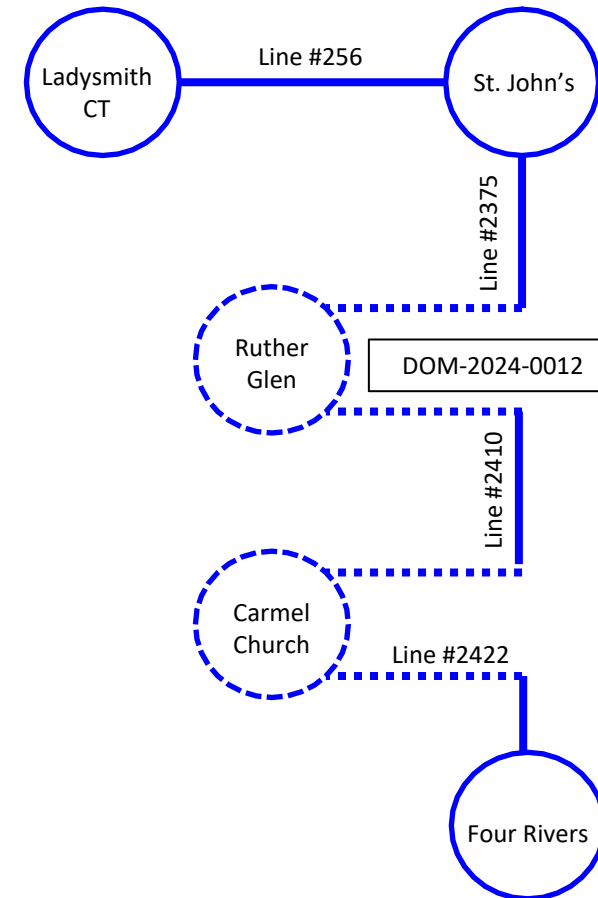 Line #256
Ladysmith
CT
St. John’s
Line #2375
Ruther
Glen
DOM-2024-0012
Line #2410
Carmel
Church
Line #2422
Four Rivers